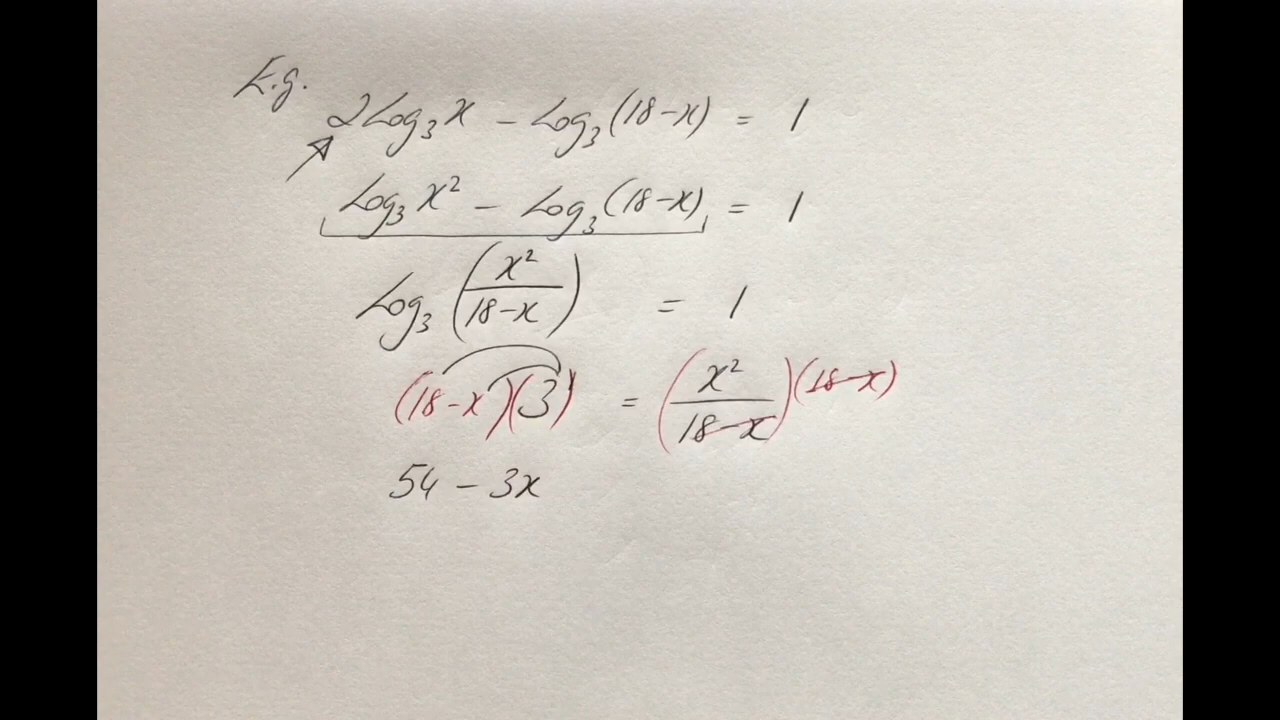 E.g.
2Log₃x - Log₃(18-x) = 1
Log₃x² - Log₃(18-x) = 1
Log₃(x²/18-x) = 1
(18-x)(3) = (x²/18-x)(18-x)
54 - 3x